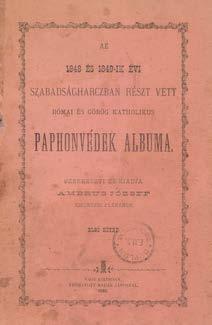 AZ
1848 ÉS 1849-IK ÉVI
SZABADSÁGHARCZBAN RÉSZT VETT
RÓMAI ÉS GÖRÖG KATHOLIKUS
PAPHONVÉDEK ALBUMA.
SZERKESZTI ÉS KIADJA
AMBRUS JÓZSEF
PLÉBÁNOS.
ELSŐ KÖTET